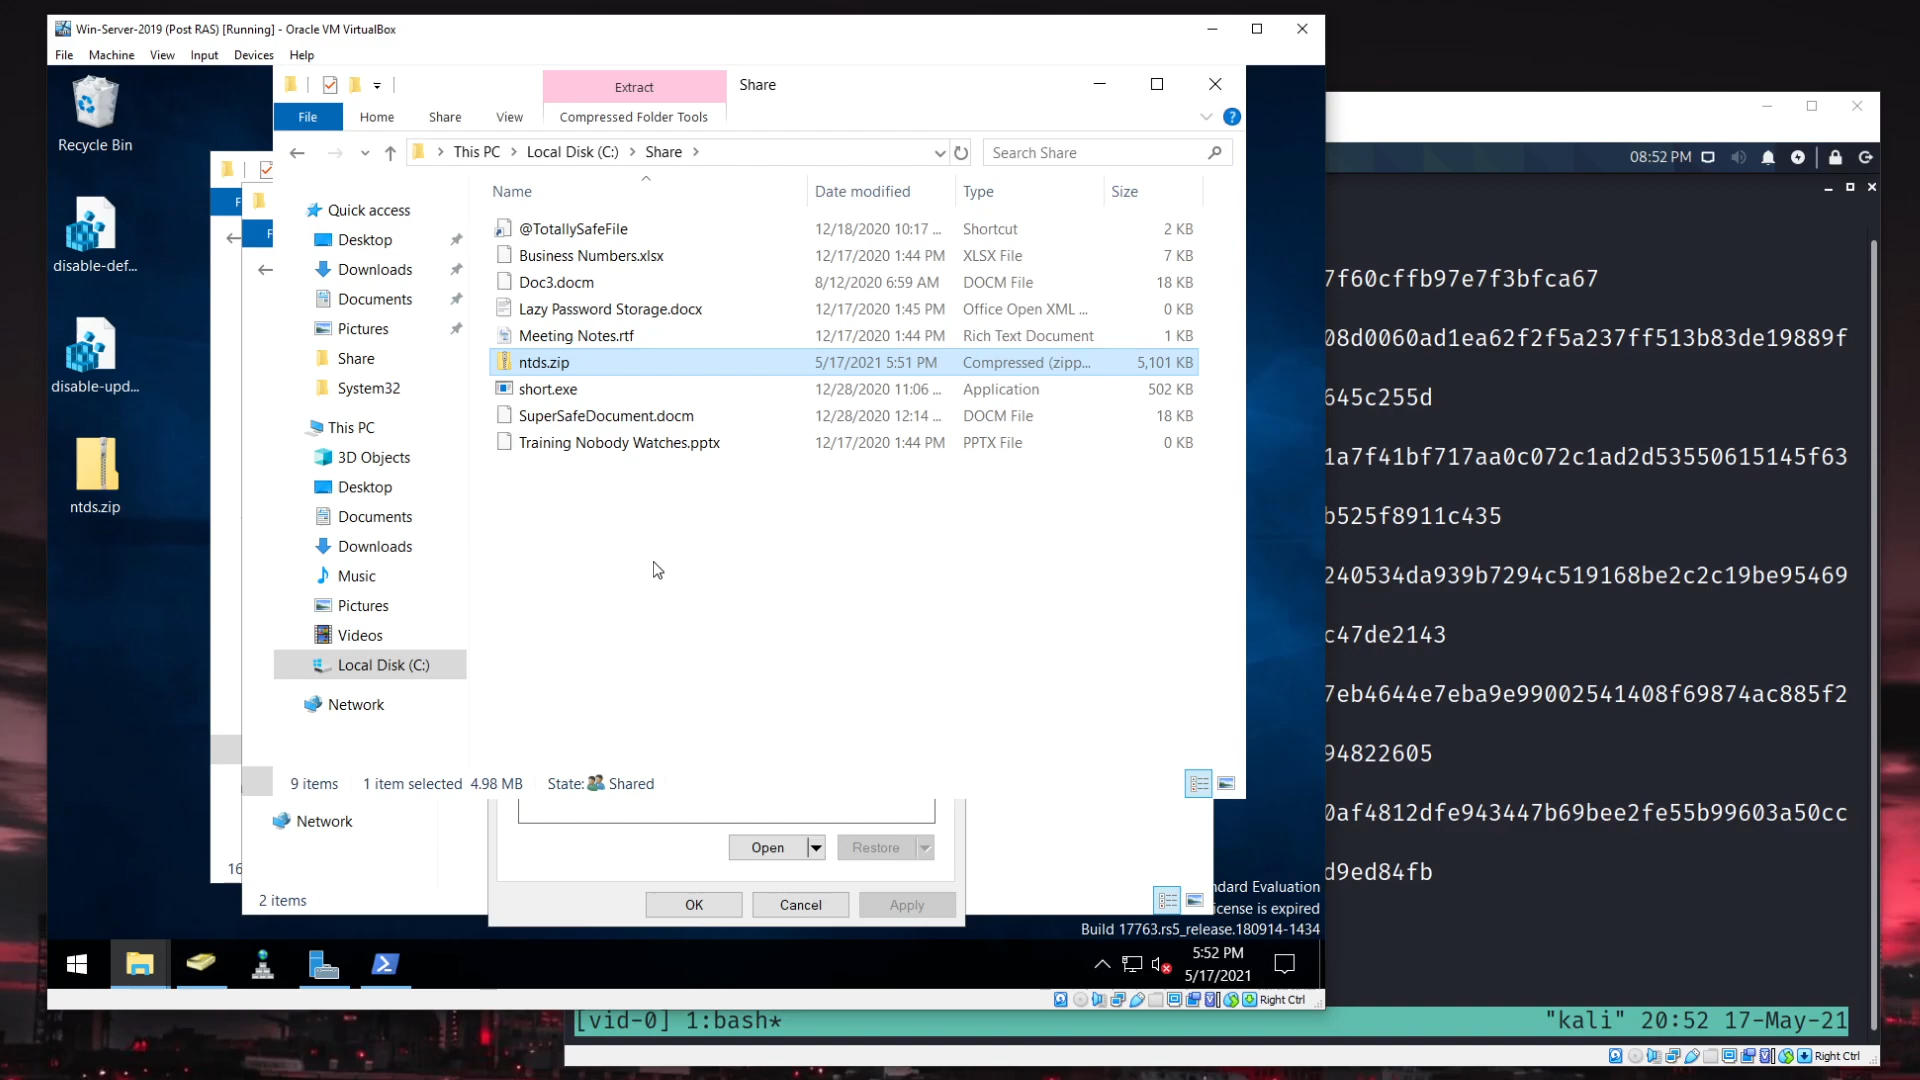 Win-Server-2019 (Post RAS) [Running] - Oracle VM VirtualBox
File Machine View Input Devices Help
Recycle Bin
disable-def...
disable-upd...
ntds.zip
Extract
Share
File Home Share View Compressed Folder Tools
This PC > Local Disk (C:) > Share >
Search Share
Name Date modified Type Size
@TotallySafeFile 12/18/2020 10:17 ... Shortcut 2 KB
Business Numbers.xlsx 12/17/2020 1:44 PM XLSX File 7 KB
Doc3.docm 8/12/2020 6:59 AM DOCM File 18 KB
Lazy Password Storage.docx 12/17/2020 1:45 PM Office Open XML ... 0 KB
Meeting Notes.rtf 12/17/2020 1:44 PM Rich Text Document 1 KB
ntds.zip 5/17/2021 5:51 PM Compressed (zipp... 5,101 KB
short.exe 12/28/2020 11:06 ... Application 502 KB
SuperSafeDocument.docm 12/28/2020 12:14 ... DOCM File 18 KB
Training Nobody Watches.pptx 12/17/2020 1:44 PM PPTX File 0 KB
Quick access
Desktop
Downloads
Documents
Pictures
Share
System32
This PC
3D Objects
Desktop
Documents
Downloads
Music
Pictures
Videos
Local Disk (C:)
Network
9 items 1 item selected 4.98 MB State: Shared
Network
16
2 items
Open Restore
OK Cancel Apply
ndard Evaluation
icense is expired
Build 17763.rs5_release.180914-1434
5:52 PM
5/17/2021
Right Ctrl
08:52 PM
7f60cffb97e7f3bfca67
08d0060ad1ea62f2f5a237ff513b83de19889f
645c255d
1a7f41bf717aa0c072c1ad2d53550615145f63
b525f8911c435
240534da939b7294c519168be2c2c19be95469
c47de2143
7eb4644e7eba9e99002541408f69874ac885f2
94822605
0af4812dfe943447b69bee2fe55b99603a50cc
d9ed84fb
[vid-0] 1:bash* "kali" 20:52 17-May-21
Right Ctrl